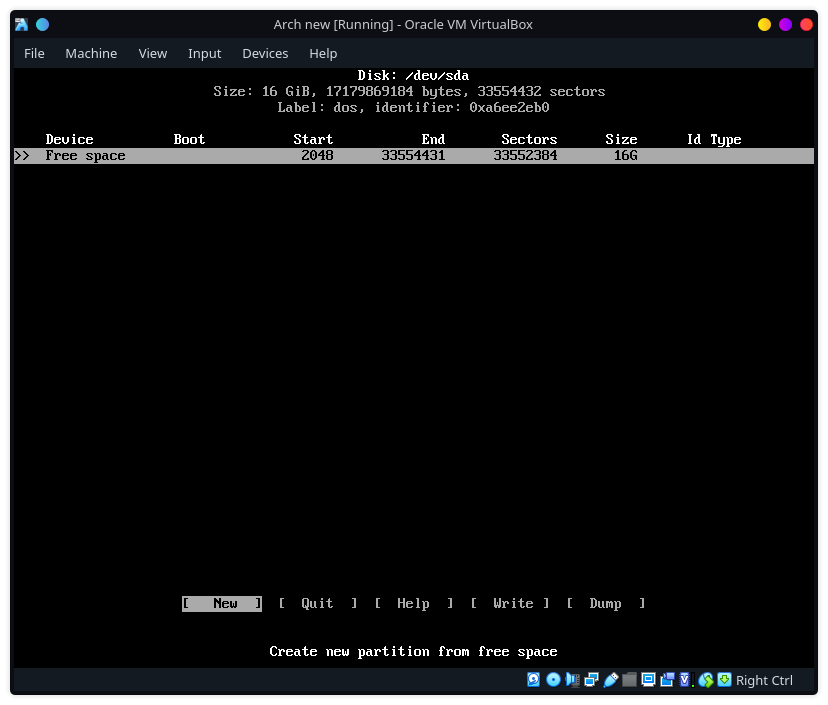 Arch new [Running] - Oracle VM VirtualBox
File Machine View Input Devices Help
Disk: /dev/sda
Size: 16 GiB, 17179869184 bytes, 33554432 sectors
Label: dos, identifier: 0xa6ee2eb0
Device Boot Start End Sectors Size Id Type
>> Free space 2048 33554431 33552384 16G
[ New ] [ Quit ] [ Help ] [ Write ] [ Dump ]
Create new partition from free space
Right Ctrl